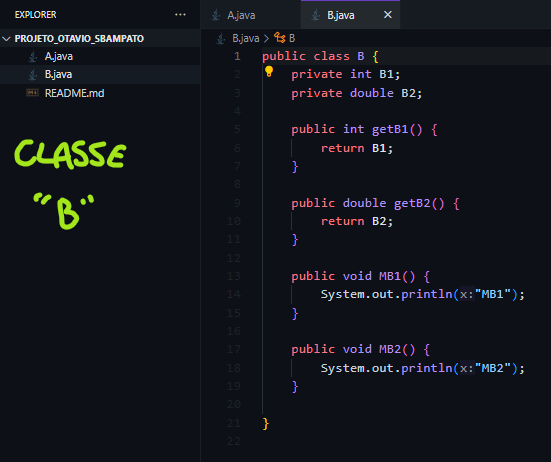 EXPLORER
PROJETO_OTAVIO_SBAMPATO
A.java
B.java
README.md
CLASSE
"B"
A.java
B.java
B.java > B
1 public class B {
2 private int B1;
3 private double B2;
4
5 public int getB1() {
6 return B1;
7 }
8
9 public double getB2() {
10 return B2;
11 }
12
13 public void MB1() {
14 System.out.println(x:"MB1");
15 }
16
17 public void MB2() {
18 System.out.println(x:"MB2");
19 }
20
21 }
22